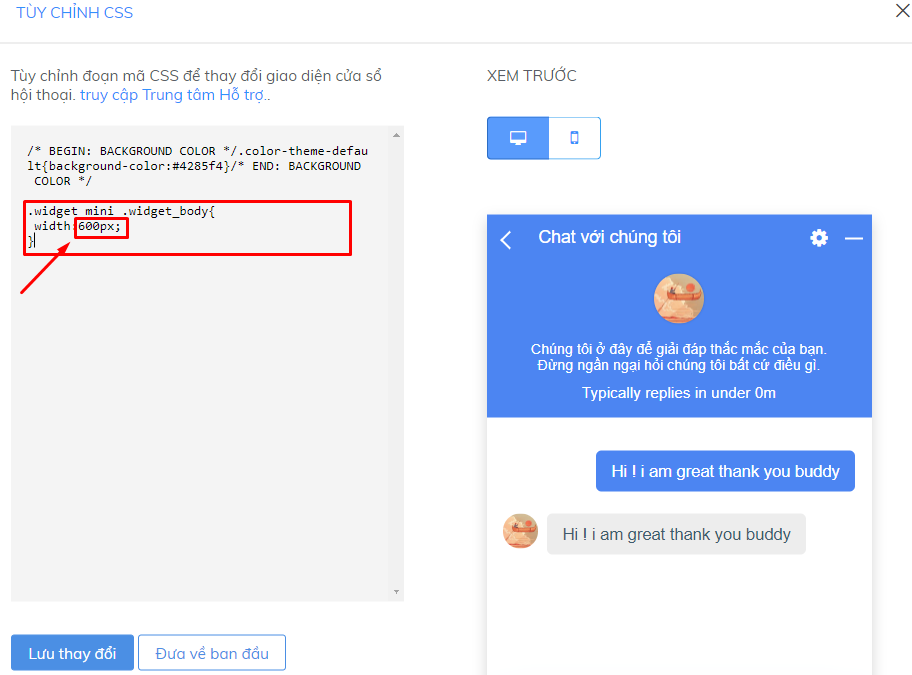 TÙY CHỈNH CSS
Tùy chỉnh đoạn mã CSS để thay đổi giao diện cửa sổ
hội thoại. truy cập Trung tâm Hỗ trợ..
/* BEGIN: BACKGROUND COLOR */.color-theme-defau
lt{background-color:#4285f4}/* END: BACKGROUND
COLOR */
.widget_mini .widget_body{
width:600px;
}
Lưu thay đổi
Đưa về ban đầu
XEM TRƯỚC
Chat với chúng tôi
Chúng tôi ở đây để giải đáp thắc mắc của bạn.
Đừng ngần ngại hỏi chúng tôi bất cứ điều gì.
Typically replies in under 0m
Hi ! i am great thank you buddy
Hi ! i am great thank you buddy